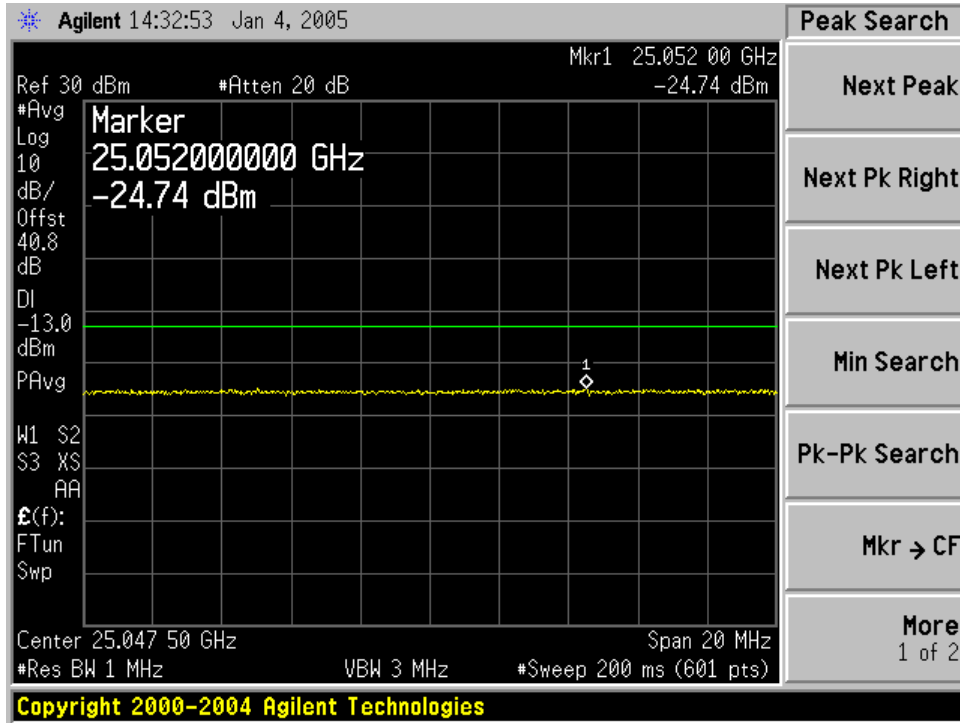 Agilent 14:32:53 Jan 4, 2005
Peak Search
Mkr1 25.052 00 GHz
Ref 30 dBm #Atten 20 dB -24.74 dBm
#Avg
Log
10
dB/
Offst
40.8
dB
DI
-13.0
dBm
PAvg
W1 S2
S3 XS
AA
£(f):
FTun
Swp
Marker
25.052000000 GHz
-24.74 dBm
1
Center 25.047 50 GHz Span 20 MHz
#Res BW 1 MHz VBW 3 MHz #Sweep 200 ms (601 pts)
Next Peak
Next Pk Right
Next Pk Left
Min Search
Pk-Pk Search
Mkr → CF
More
1 of 2
Copyright 2000-2004 Agilent Technologies